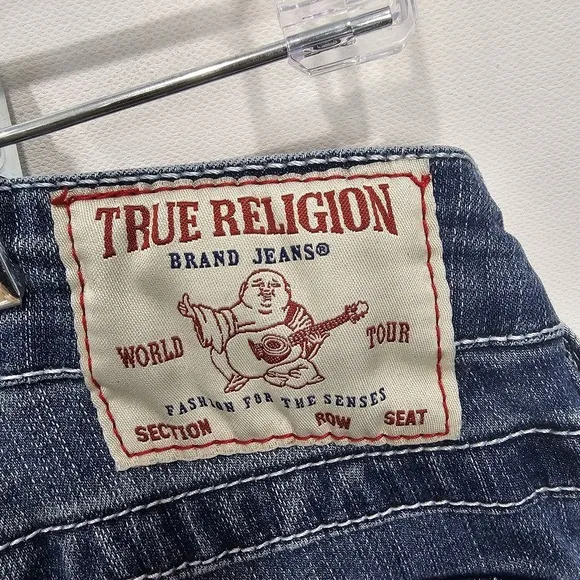 TRUE RELIGION
BRAND JEANS®
WORLD TOUR
FASHION FOR THE SENSES
SECTION ROW SEAT